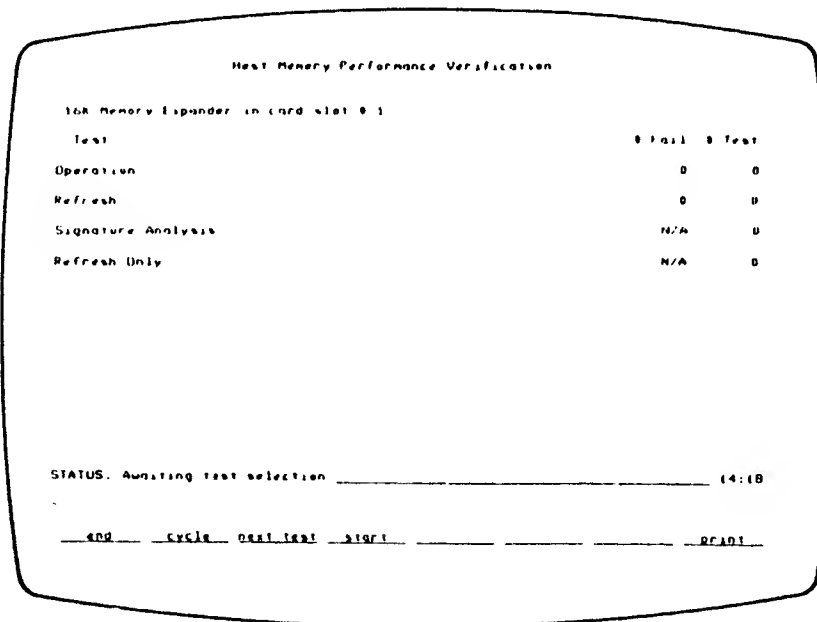 Host Memory Performance Verification
16K Memory Expander in card slot # 1
Test # Fail # Test
Operation 0 0
Refresh 0 0
Signature Analysis N/A 0
Refresh Only N/A 0
STATUS. Awaiting test selection 14:18
end cycle next test start print